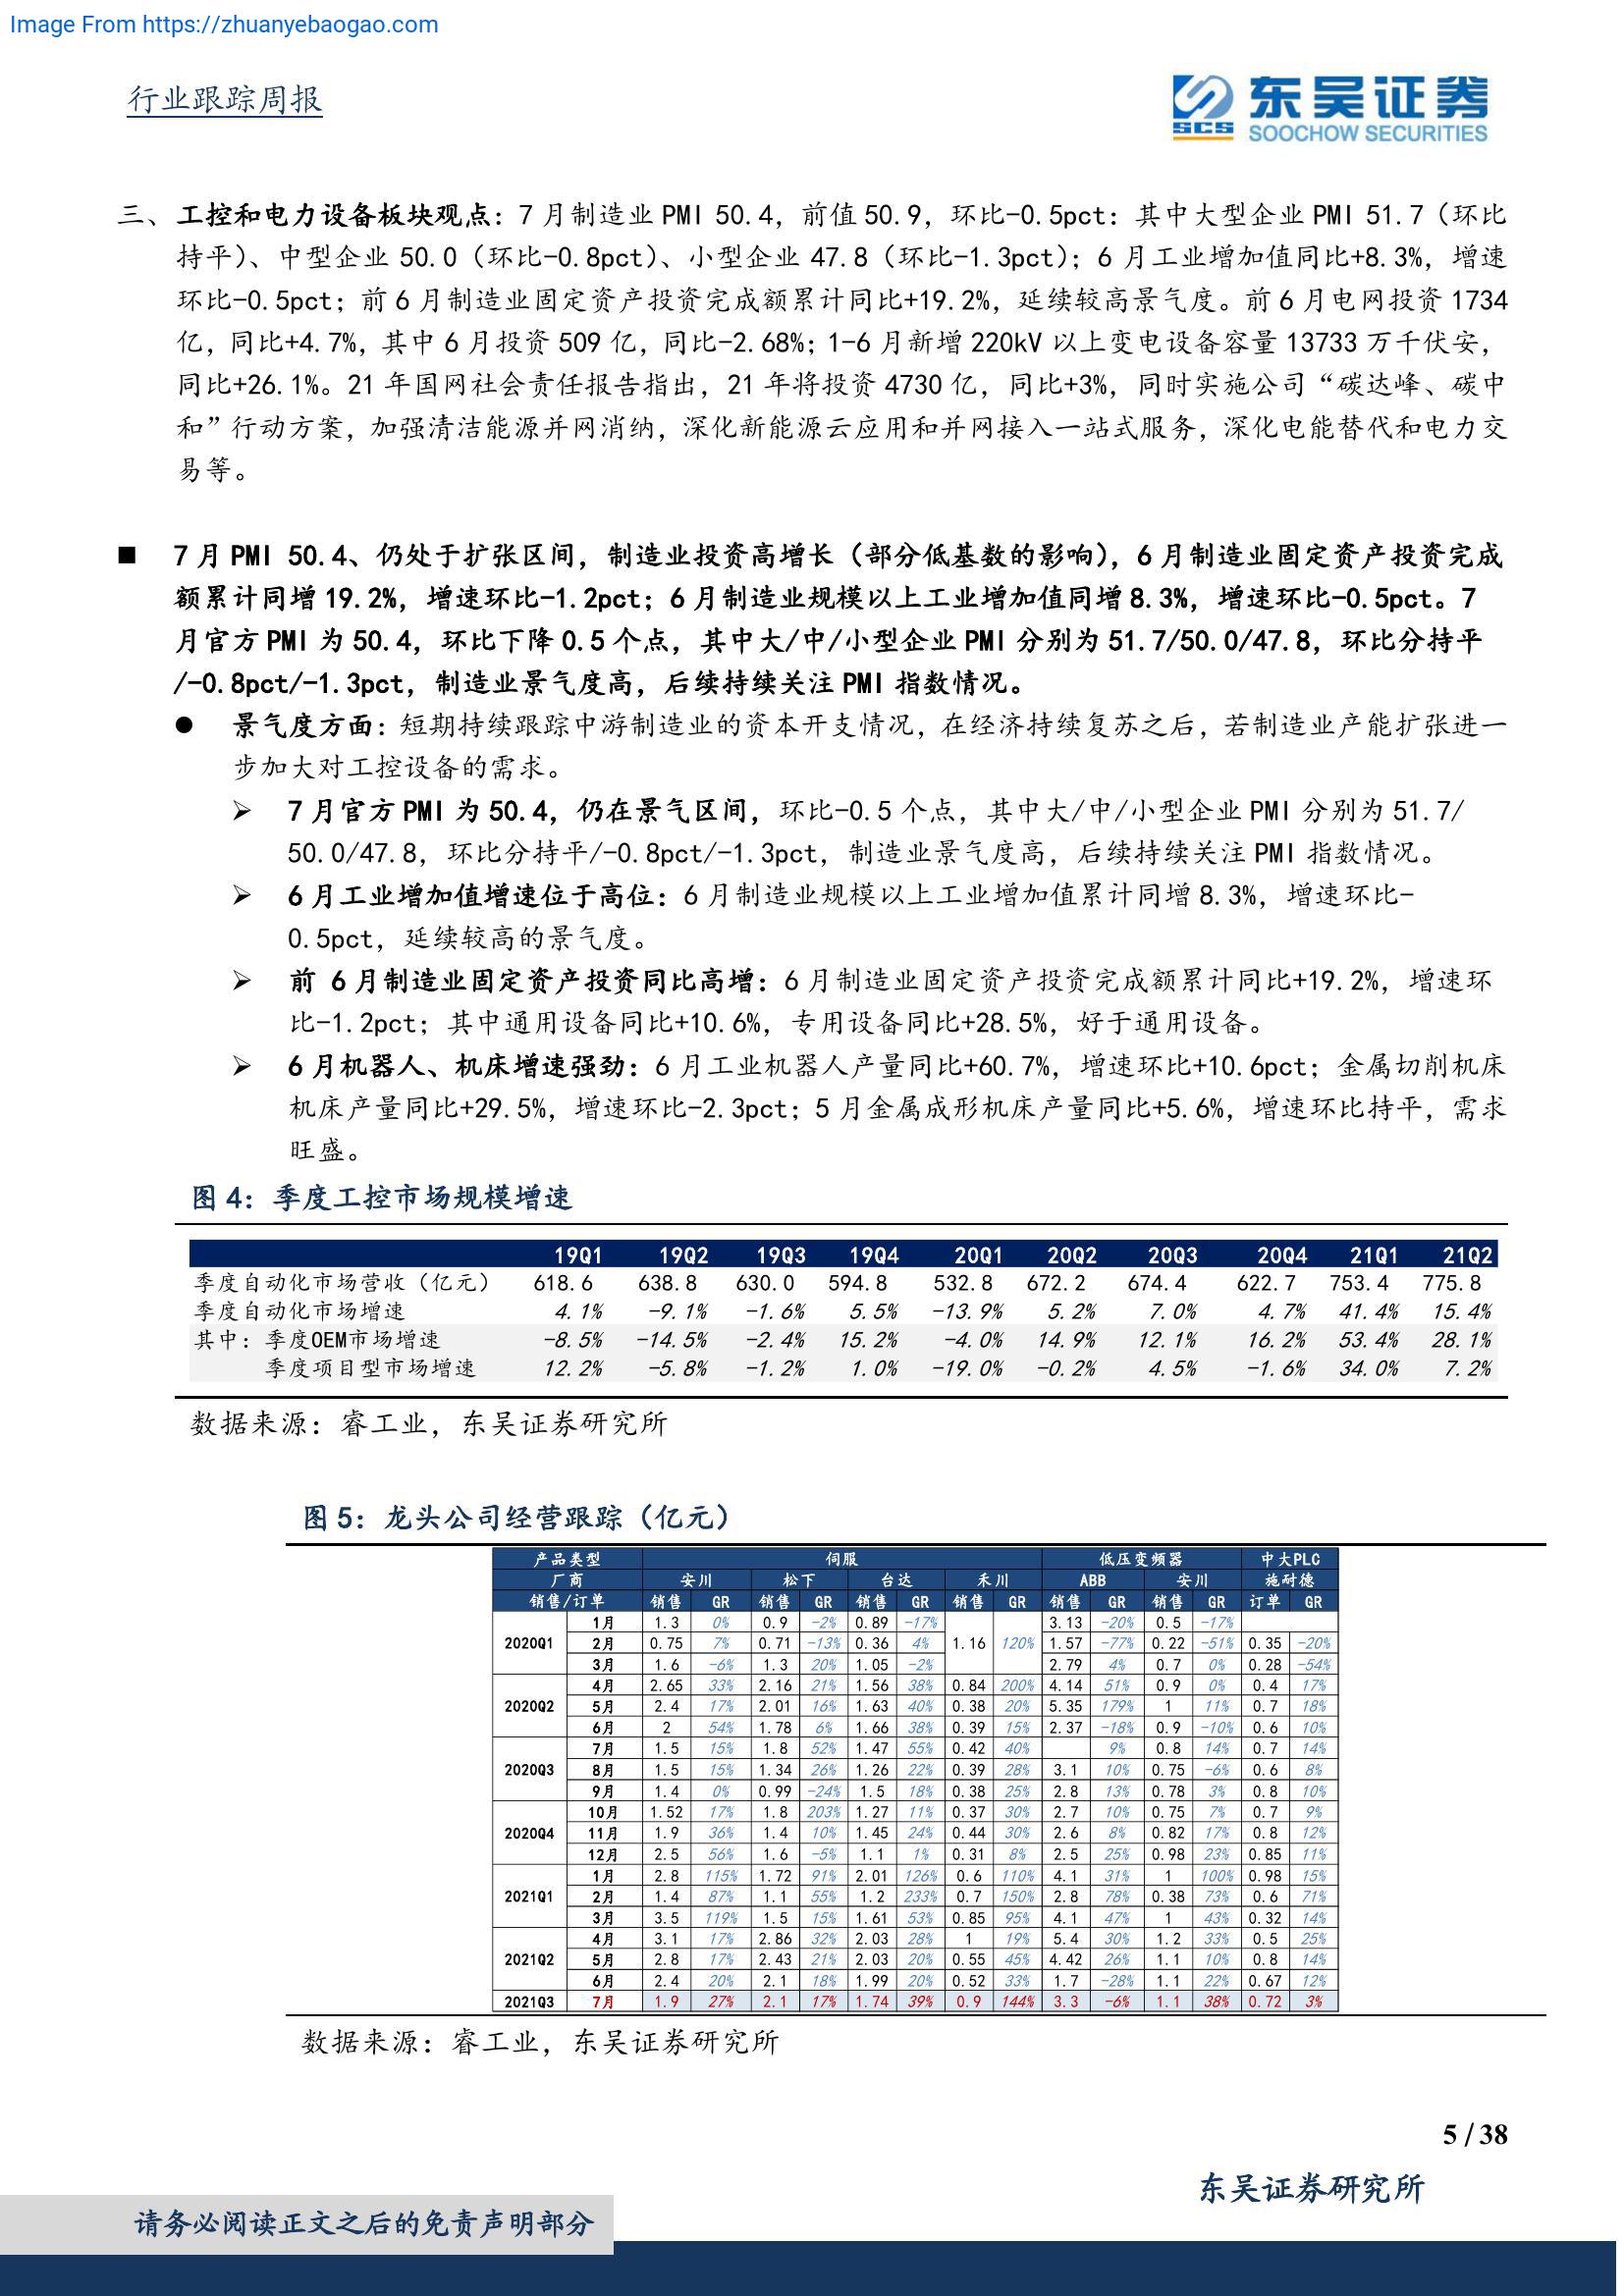 Image From https://zhuanyebaogao.com
行业跟踪周报
SCS
东吴证券
SOOCHOW SECURITIES
三、工控和电力设备板块观点：7月制造业 PMI 50.4，前值50.9，环比-0.5pct：其中大型企业 PMI 51.7（环比
持平）、中型企业 50.0（环比-0.8pct）、小型企业 47.8（环比-1.3pct）；6 月工业增加值同比+8.3%，增速
环比-0.5pct；前6月制造业固定资产投资完成额累计同比+19.2%，延续较高景气度。前6月电网投资1734
亿，同比+4.7%，其中6月投资509亿，同比-2.68%；1-6月新增220kV以上变电设备容量13733万千伏安，
同比+26.1%。21年国网社会责任报告指出，21年将投资4730亿，同比+3%，同时实施公司“碳达峰、碳中
和”行动方案，加强清洁能源并网消纳，深化新能源云应用和并网接入一站式服务，深化电能替代和电力交
易等。
■ 7月 PMI 50.4、仍处于扩张区间，制造业投资高增长（部分低基数的影响），6月制造业固定资产投资完成
额累计同增19.2%，增速环比-1.2pct；6月制造业规模以上工业增加值同增8.3%，增速环比-0.5pct。7
月官方PMI为50.4，环比下降0.5个点，其中大/中/小型企业PMI分别为51.7/50.0/47.8，环比分持平
/-0.8pct/-1.3pct，制造业景气度高，后续持续关注PMI指数情况。
● 景气度方面：短期持续跟踪中游制造业的资本开支情况，在经济持续复苏之后，若制造业产能扩张进一
步加大对工控设备的需求。
➢ 7月官方PMI为50.4，仍在景气区间，环比-0.5个点，其中大/中/小型企业PMI分别为51.7/
50.0/47.8，环比分持平/-0.8pct/-1.3pct，制造业景气度高，后续持续关注PMI指数情况。
➢ 6月工业增加值增速位于高位：6月制造业规模以上工业增加值累计同增8.3%，增速环比-
0.5pct，延续较高的景气度。
➢ 前 6月制造业固定资产投资同比高增：6月制造业固定资产投资完成额累计同比+19.2%，增速环
比-1.2pct；其中通用设备同比+10.6%，专用设备同比+28.5%，好于通用设备。
➢ 6月机器人、机床增速强劲：6月工业机器人产量同比+60.7%，增速环比+10.6pct；金属切削机床
机床产量同比+29.5%，增速环比-2.3pct；5月金属成形机床产量同比+5.6%，增速环比持平，需求
旺盛。
图 4：季度工控市场规模增速
19Q1 19Q2 19Q3 19Q4 20Q1 20Q2 20Q3 20Q4 21Q1 21Q2
季度自动化市场营收（亿元） 618.6 638.8 630.0 594.8 532.8 672.2 674.4 622.7 753.4 775.8
季度自动化市场增速 4.1% -9.1% -1.6% 5.5% -13.9% 5.2% 7.0% 4.7% 41.4% 15.4%
其中：季度OEM市场增速 -8.5% -14.5% -2.4% 15.2% -4.0% 14.9% 12.1% 16.2% 53.4% 28.1%
季度项目型市场增速 12.2% -5.8% -1.2% 1.0% -19.0% -0.2% 4.5% -1.6% 34.0% 7.2%
数据来源：睿工业，东吴证券研究所
图 5：龙头公司经营跟踪（亿元）
产品类型 伺服 低压变频器 中大PLC
厂商 安川 松下 台达 禾川 ABB 安川 施耐德
销售/订单 销售 GR 销售 GR 销售 GR 销售 GR 销售 GR 销售 GR 订单 GR
1月 1.3 0% 0.9 -2% 0.89 -17% 3.13 -20% 0.5 -17%
2020Q1 2月 0.75 7% 0.71 -13% 0.36 4% 1.16 120% 1.57 -77% 0.22 -51% 0.35 -20%
3月 1.6 -6% 1.3 20% 1.05 -2% 2.79 4% 0.7 0% 0.28 -54%
4月 2.65 33% 2.16 21% 1.56 38% 0.84 200% 4.14 51% 0.9 0% 0.4 17%
2020Q2 5月 2.4 17% 2.01 16% 1.63 40% 0.38 20% 5.35 179% 1 11% 0.7 18%
6月 2 54% 1.78 6% 1.66 38% 0.39 15% 2.37 -18% 0.9 -10% 0.6 10%
7月 1.5 15% 1.8 52% 1.47 55% 0.42 40% 9% 0.8 14% 0.7 14%
2020Q3 8月 1.5 15% 1.34 26% 1.26 22% 0.39 28% 3.1 10% 0.75 -6% 0.6 8%
9月 1.4 0% 0.99 -24% 1.5 18% 0.38 25% 2.8 13% 0.78 3% 0.8 10%
10月 1.52 17% 1.8 203% 1.27 11% 0.37 30% 2.7 10% 0.75 7% 0.7 9%
2020Q4 11月 1.9 36% 1.4 10% 1.45 24% 0.44 30% 2.6 8% 0.82 17% 0.8 12%
12月 2.5 56% 1.6 -5% 1.1 1% 0.31 8% 2.5 25% 0.98 23% 0.85 11%
1月 2.8 115% 1.72 91% 2.01 126% 0.6 110% 4.1 31% 1 100% 0.98 15%
2021Q1 2月 1.4 87% 1.1 55% 1.2 233% 0.7 150% 2.8 78% 0.38 73% 0.6 71%
3月 3.5 119% 1.5 15% 1.61 53% 0.85 95% 4.1 47% 1 43% 0.32 14%
4月 3.1 17% 2.86 32% 2.03 28% 1 19% 5.4 30% 1.2 33% 0.5 25%
2021Q2 5月 2.8 17% 2.43 21% 2.03 20% 0.55 45% 4.42 26% 1.1 10% 0.8 14%
6月 2.4 20% 2.1 18% 1.99 20% 0.52 33% 1.7 -28% 1.1 22% 0.67 12%
2021Q3 7月 1.9 27% 2.1 17% 1.74 39% 0.9 144% 3.3 -6% 1.1 38% 0.72 3%
数据来源：睿工业，东吴证券研究所
5 / 38
东吴证券研究所
请务必阅读正文之后的免责声明部分